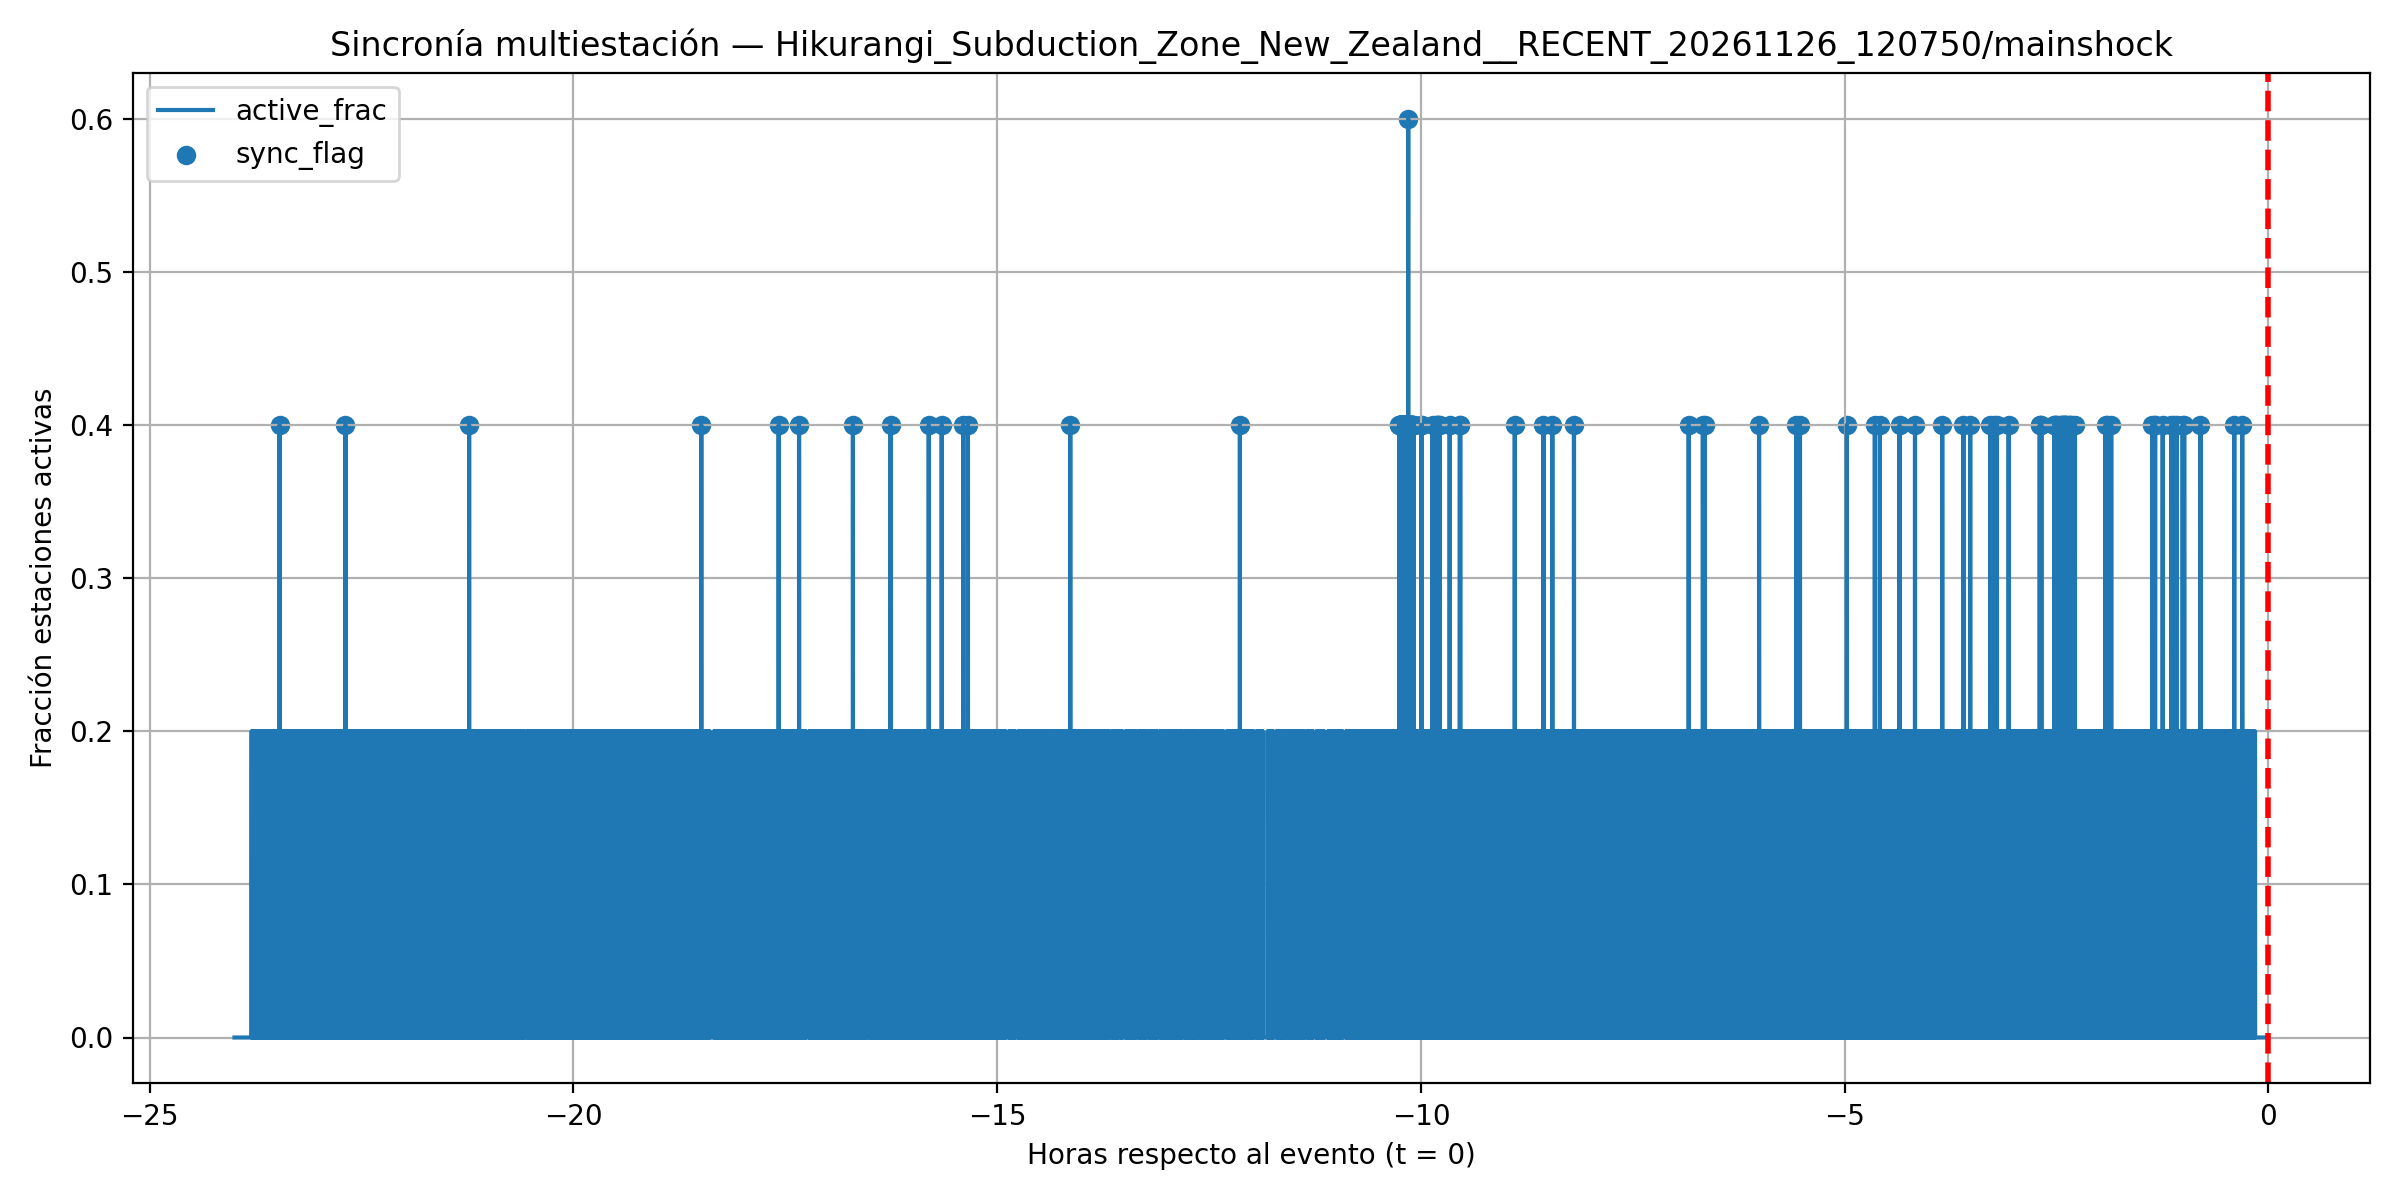 Sincronía multiestación — Hikurangi_Subduction_Zone_New_Zealand__RECENT_20261126_120750/mainshock
active_frac
sync_flag
Fracción estaciones activas
0.6
0.5
0.4
0.3
0.2
0.1
0.0
−25 −20 −15 −10 −5 0
Horas respecto al evento (t = 0)